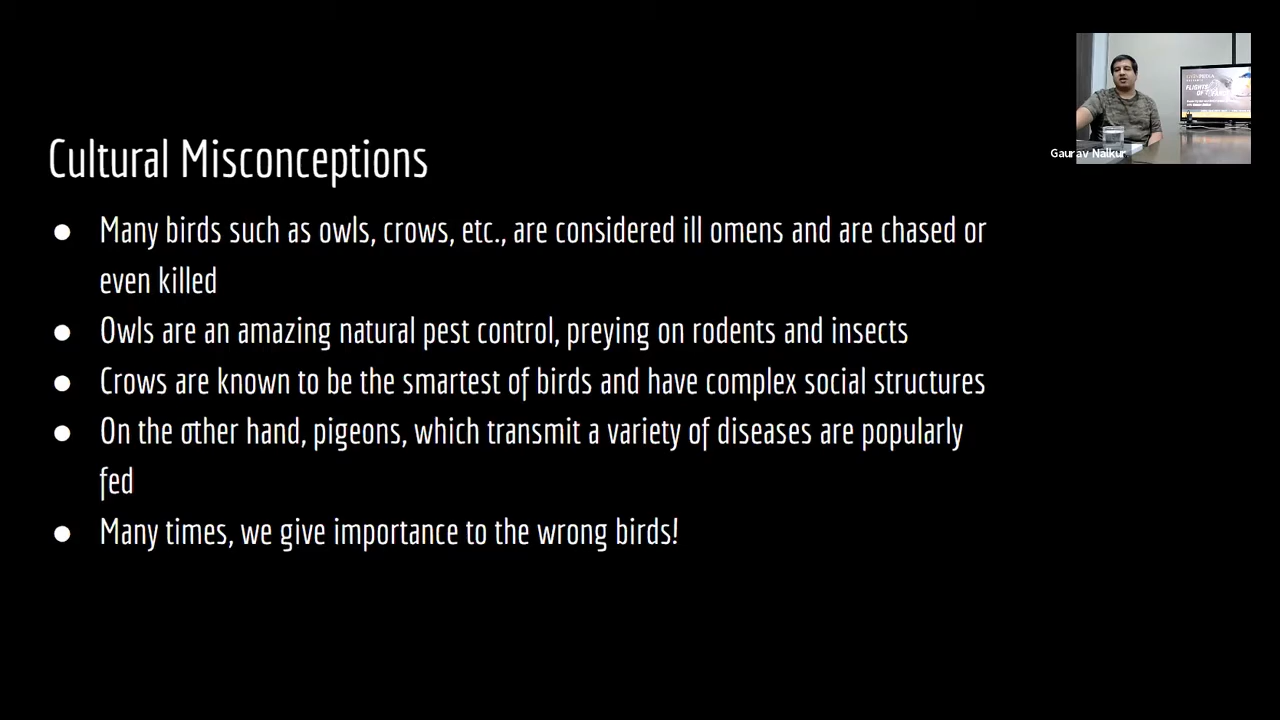 Cultural Misconceptions
● Many birds such as owls, crows, etc., are considered ill omens and are chased or
even killed
● Owls are an amazing natural pest control, preying on rodents and insects
● Crows are known to be the smartest of birds and have complex social structures
● On the other hand, pigeons, which transmit a variety of diseases are popularly
fed
● Many times, we give importance to the wrong birds!
FLIGHTS
Gaurav Nalkur